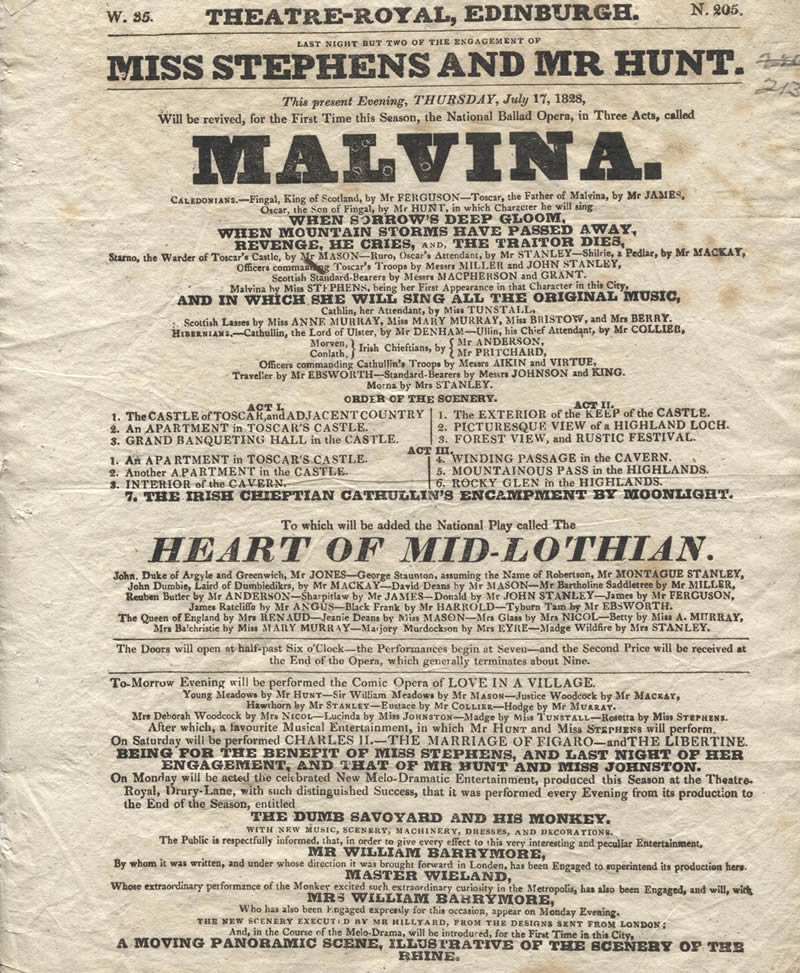 W. 35. THEATRE-ROYAL, EDINBURGH. N. 205.
LAST NIGHT BUT TWO OF THE ENGAGEMENT OF
MISS STEPHENS AND MR HUNT.
213
This present Evening, THURSDAY, July 17, 1828,
Will be revived, for the First Time this Season, the National Ballad Opera, in Three Acts, called
MALVINA.
CALEDONIANS.—Fingal, King of Scotland, by Mr FERGUSON—Toscar, the Father of Malvina, by Mr JAMES,
Oscar, the Son of Fingal, by Mr HUNT, in which Character he will sing
WHEN SORROW'S DEEP GLOOM,
WHEN MOUNTAIN STORMS HAVE PASSED AWAY,
REVENGE, HE CRIES, AND, THE TRAITOR DIES,
Starno, the Warder of Toscar's Castle, by Mr MASON—Ruro, Oscar's Attendant, by Mr STANLEY—Shilric, a Pedlar, by Mr MACKAY,
Officers commanding Toscar's Troops by Messrs MILLER and JOHN STANLEY,
Scottish Standard-Bearers by Messrs MACPHERSON and GRANT.
Malvina by Miss STEPHENS, being her First Appearance in that Character in this City,
AND IN WHICH SHE WILL SING ALL THE ORIGINAL MUSIC,
Cathlin, her Attendant, by Miss TUNSTALL,
Scottish Lasses by Miss ANNE MURRAY, Miss MARY MURRAY, Miss BRISTOW, and Mrs BERRY.
HIBERNIANS.—Cathullin, the Lord of Ulster, by Mr DENHAM—Ullin, his Chief Attendant, by Mr COLLIER,
Morven, } Irish Chieftians, by { Mr ANDERSON,
Conlath, } { Mr PRITCHARD,
Officers commanding Cathullin's Troops by Messrs AIKIN and VIRTUE,
Traveller by Mr EBSWORTH—Standard-Bearers by Messrs JOHNSON and KING.
Morna by Mrs STANLEY.
ORDER OF THE SCENERY.
ACT I.
1. The CASTLE of TOSCAR, and ADJACENT COUNTRY
2. An APARTMENT in TOSCAR'S CASTLE.
3. GRAND BANQUETING HALL in the CASTLE.
ACT II.
1. The EXTERIOR of the KEEP of the CASTLE.
2. PICTURESQUE VIEW of a HIGHLAND LOCH.
3. FOREST VIEW, and RUSTIC FESTIVAL.
ACT III.
1. An APARTMENT in TOSCAR'S CASTLE.
2. Another APARTMENT in the CASTLE.
3. INTERIOR of the CAVERN.
4. WINDING PASSAGE in the CAVERN.
5. MOUNTAINOUS PASS in the HIGHLANDS.
6. ROCKY GLEN in the HIGHLANDS.
7. THE IRISH CHIEFTIAN CATHULLIN'S ENCAMPMENT BY MOONLIGHT.
To which will be added the National Play called The
HEART OF MID-LOTHIAN.
John, Duke of Argyle and Greenwich, Mr JONES—George Staunton, assuming the Name of Robertson, Mr MONTAGUE STANLEY,
John Dumbie, Laird of Dumbiedikes, by Mr MACKAY—David Deans by Mr MASON—Mr Bartholine Saddletree by Mr MILLER,
Reuben Butler by Mr ANDERSON—Sharpitlaw by Mr JAMES—Donald by Mr JOHN STANLEY—James by Mr FERGUSON,
James Ratcliffe by Mr ANGUS—Black Frank by Mr HARROLD—Tyburn Tam by Mr EBSWORTH.
The Queen of England by Mrs RENAUD—Jeanie Deans by Miss MASON—Mrs Glass by Mrs NICOL—Betty by Miss A. MURRAY,
Mrs Balchristie by Miss MARY MURRAY—Marjory Murdockson by Mrs EYRE—Madge Wildfire by Mrs STANLEY.
The Doors will open at half-past Six o'Clock—the Performances begin at Seven—and the Second Price will be received at
the End of the Opera, which generally terminates about Nine.
To-Morrow Evening will be performed the Comic Opera of LOVE IN A VILLAGE.
Young Meadows by Mr HUNT—Sir William Meadows by Mr MASON—Justice Woodcock by Mr MACKAY,
Hawthorn by Mr STANLEY—Eustace by Mr COLLIER—Hodge by Mr MURRAY.
Mrs Deborah Woodcock by Mrs NICOL—Lucinda by Miss JOHNSTON—Madge by Miss TUNSTALL—Rosetta by Miss STEPHENS.
After which, a favourite Musical Entertainment, in which Mr HUNT and Miss STEPHENS will perform.
On Saturday will be performed CHARLES II.—THE MARRIAGE OF FIGARO—and THE LIBERTINE.
BEING FOR THE BENEFIT OF MISS STEPHENS, AND LAST NIGHT OF HER
ENGAGEMENT, AND THAT OF MR HUNT AND MISS JOHNSTON.
On Monday will be acted the celebrated New Melo-Dramatic Entertainment, produced this Season at the Theatre-
Royal, Drury-Lane, with such distinguished Success, that it was performed every Evening from its production to
the End of the Season, entitled
THE DUMB SAVOYARD AND HIS MONKEY.
WITH NEW MUSIC, SCENERY, MACHINERY, DRESSES, AND DECORATIONS.
The Public is respectfully informed, that, in order to give every effect to this very interesting and peculiar Entertainment,
MR WILLIAM BARRYMORE,
By whom it was written, and under whose direction it was brought forward in London, has been Engaged to superintend its production here.
MASTER WIELAND,
Whose extraordinary performance of the Monkey excited such extraordinary curiosity in the Metropolis, has also been Engaged, and will, with
MRS WILLIAM BARRYMORE,
Who has also been Engaged expressly for this occasion, appear on Monday Evening.
THE NEW SCENERY EXECUTED BY MR HILLYARD, FROM THE DESIGNS SENT FROM LONDON;
And, in the Course of the Melo-Drama, will be introduced, for the First Time in this City,
A MOVING PANORAMIC SCENE, ILLUSTRATIVE OF THE SCENERY OF THE
RHINE.